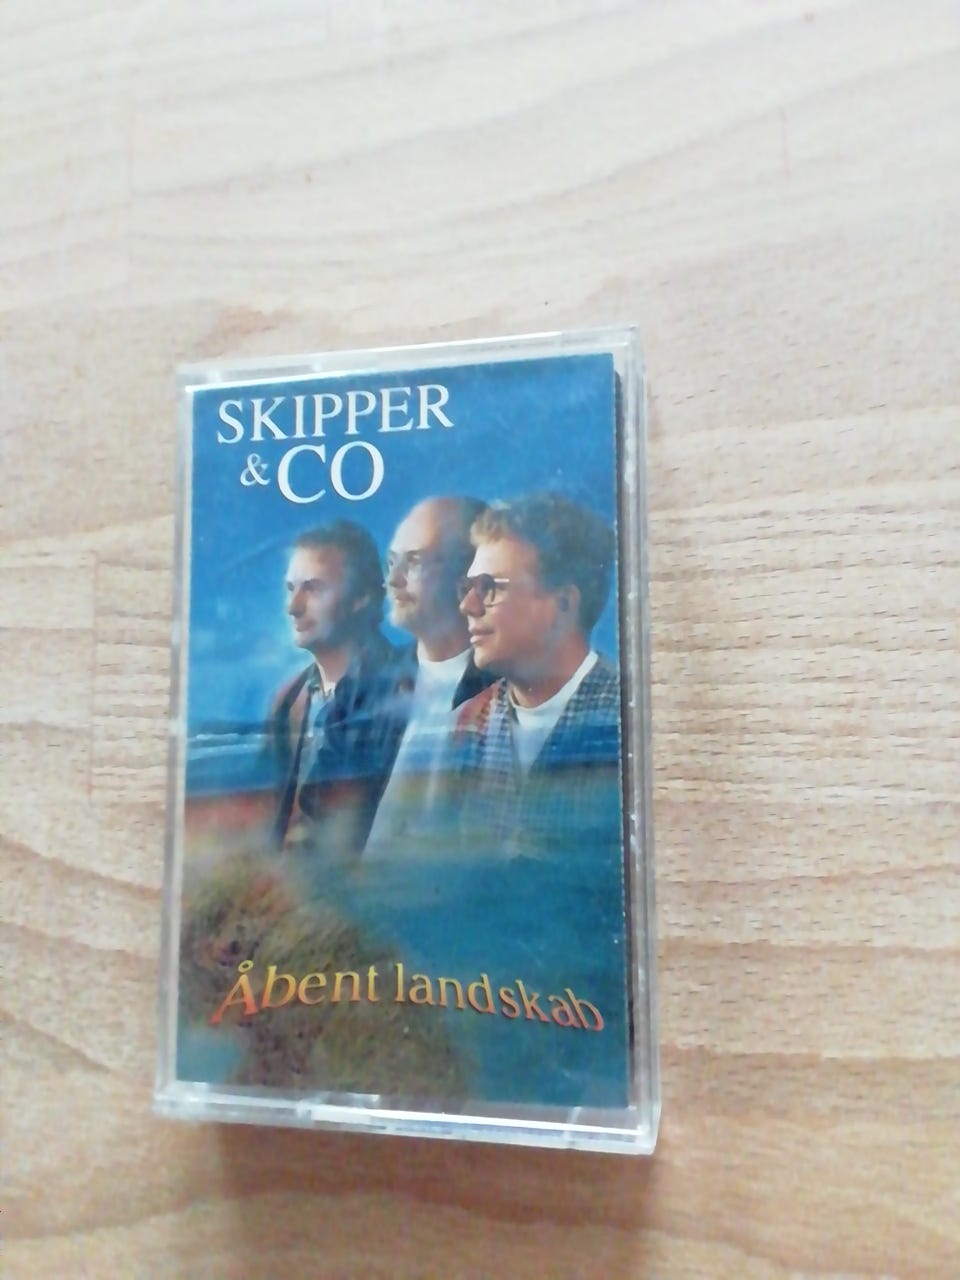 SKIPPER
& CO
Åbent landskab